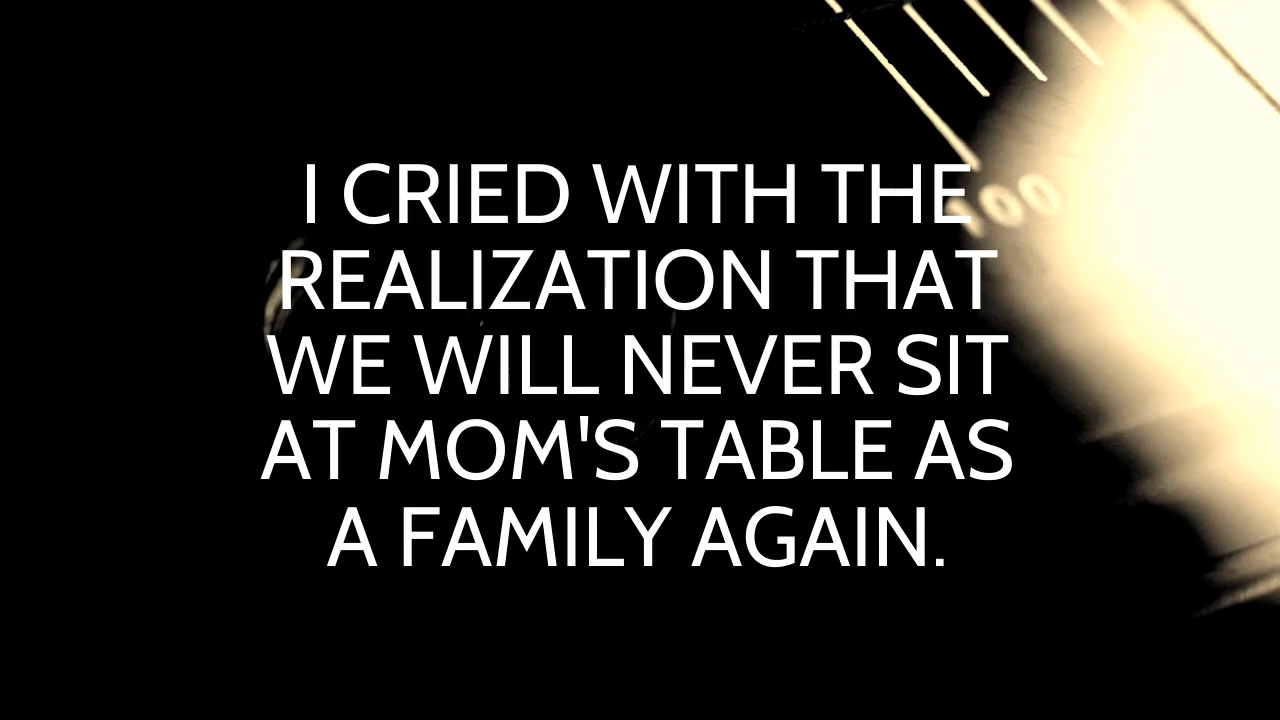 I CRIED WITH THE
REALIZATION THAT
WE WILL NEVER SIT
AT MOM'S TABLE AS
A FAMILY AGAIN.